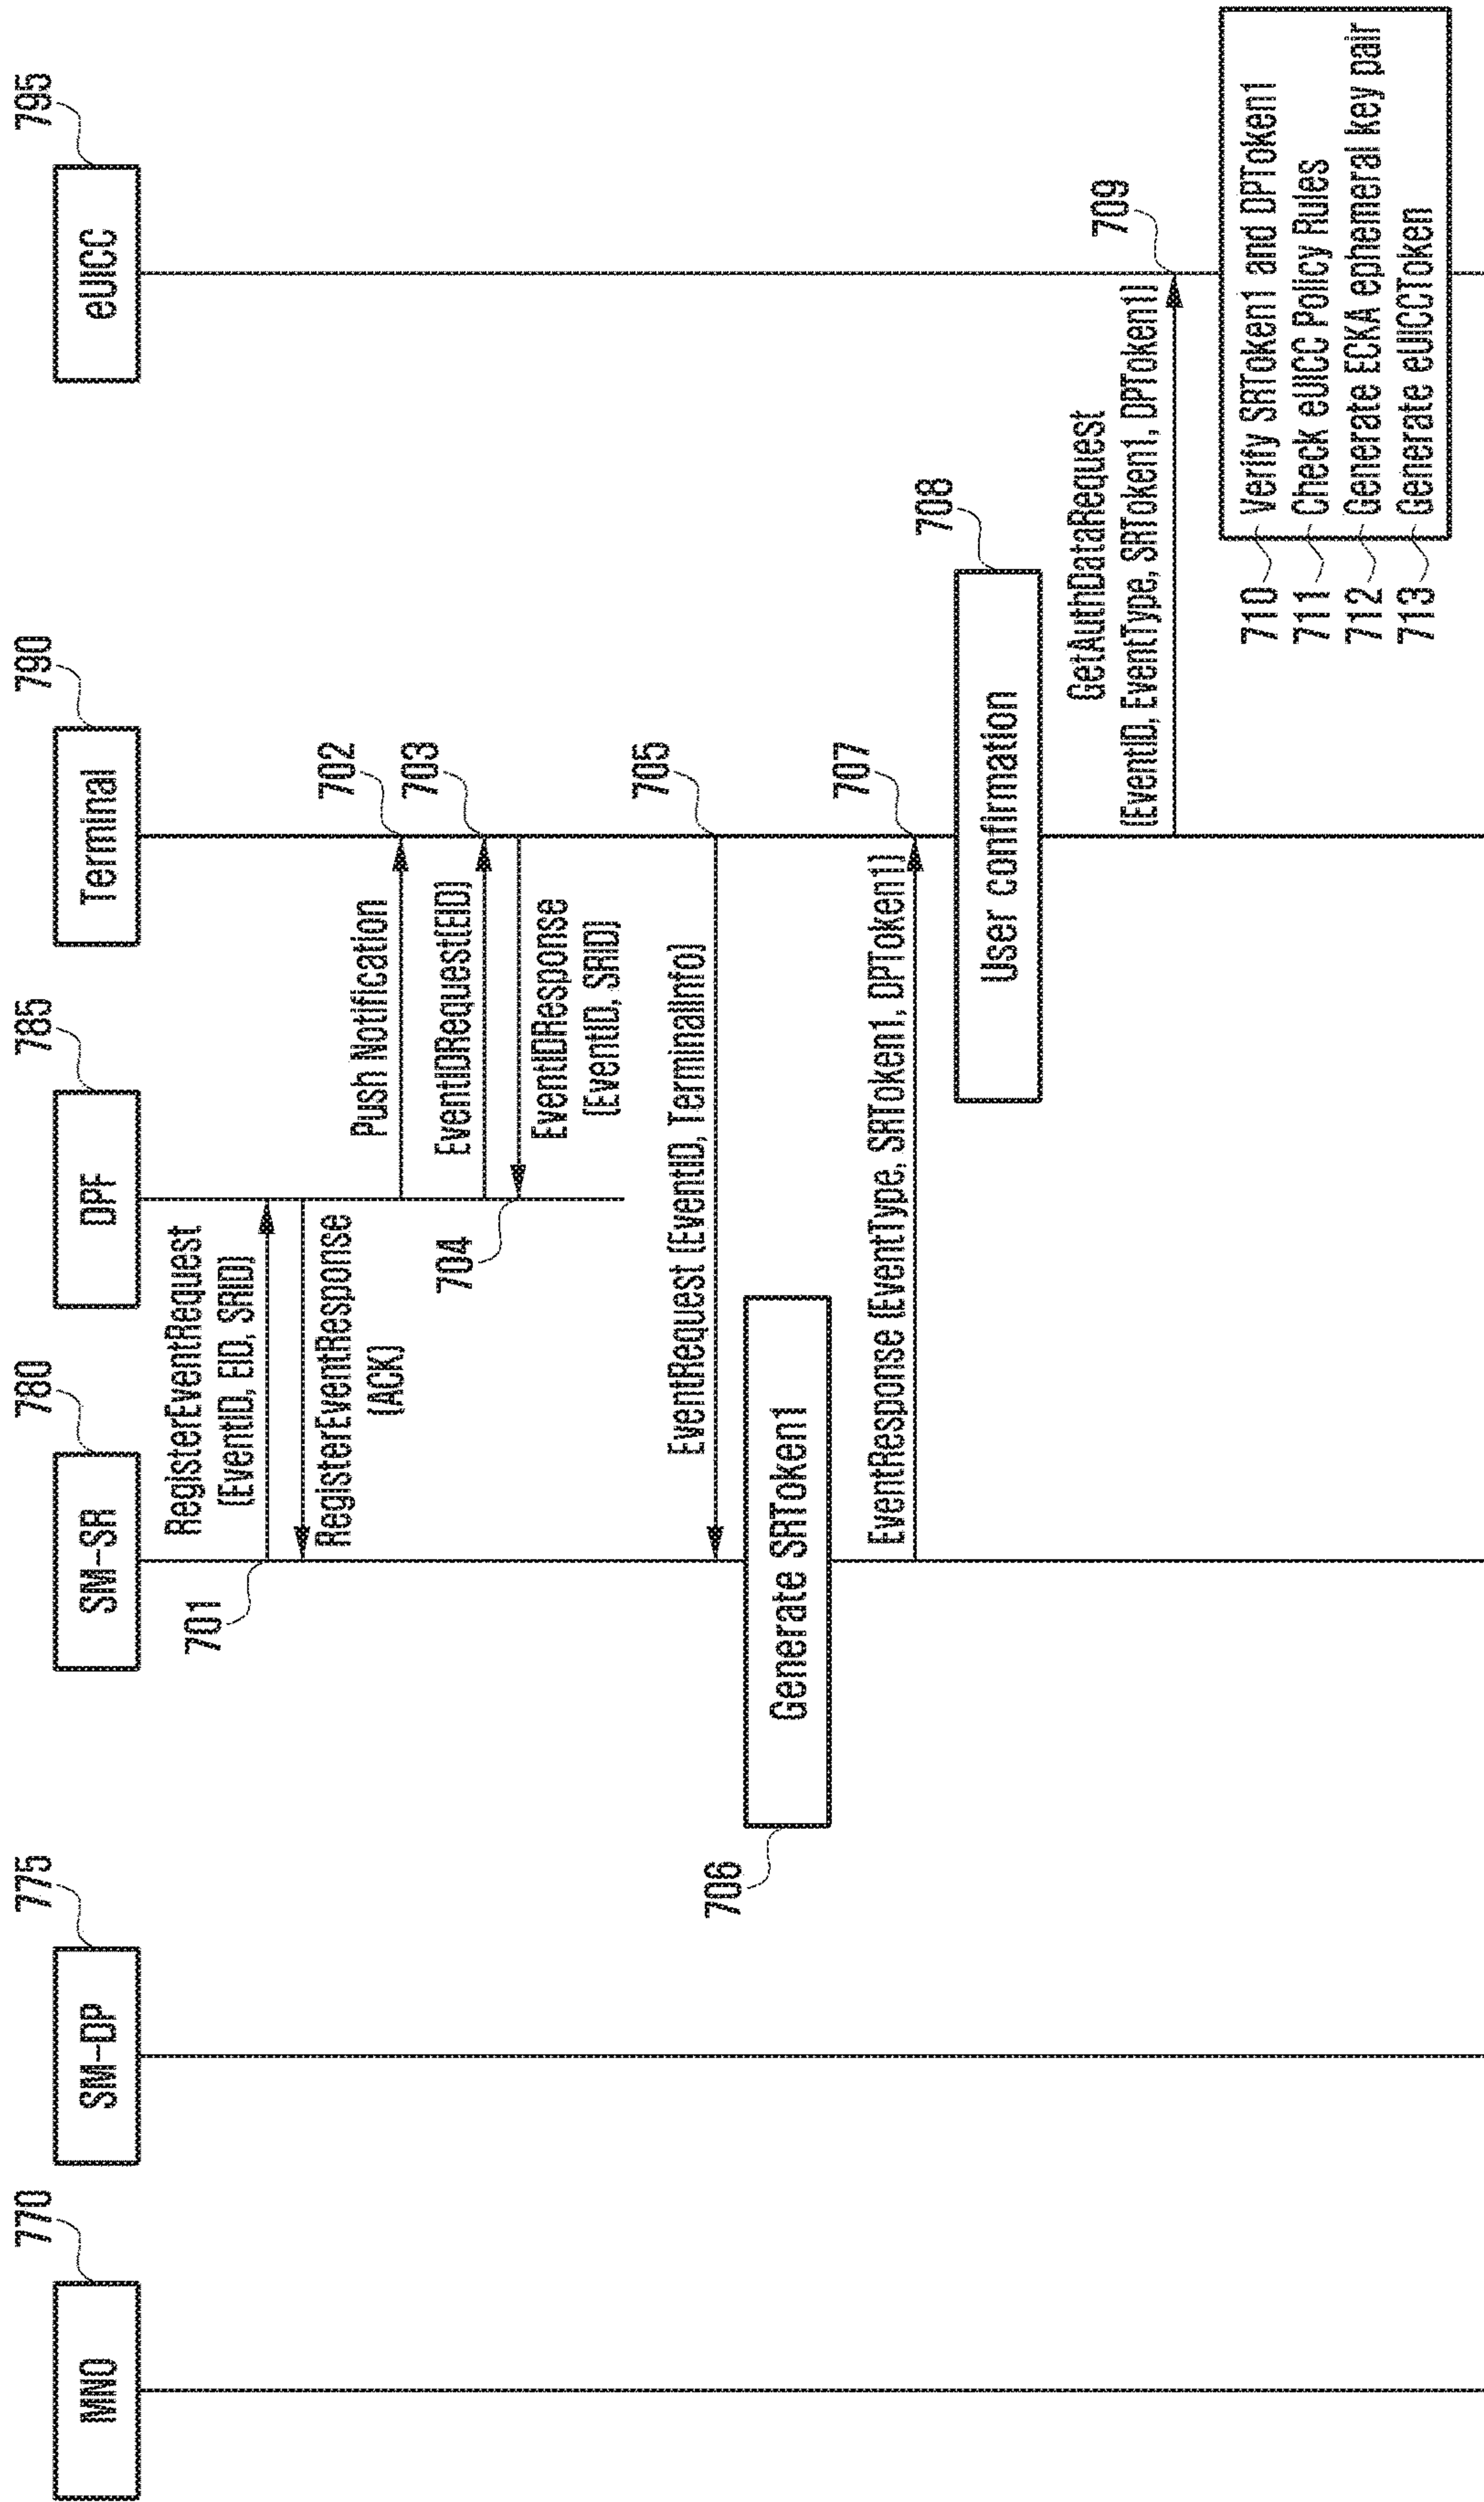 MNO
770
SM-DP
775
SM-SR
780
DPF
785
Terminal
790
eUICC
795
RegisterEventRequest
(EventID, EID, SRID)
701
RegisterEventResponse
(ACK)
Push Notification
702
EventIDRequest(EID)
703
704
EventIDResponse
(EventID, SRID)
EventRequest (EventID, TerminalInfo)
705
706
Generate SRToken1
EventResponse (EventType, SRToken1, DPToken1)
707
User confirmation
708
GetAuthDataRequest
(EventID, EventType, SRToken1, DPToken1)
709
710 Verify SRToken1 and DPToken1
711 Check eUICC Policy Rules
712 Generate ECKA ephemeral key pair
713 Generate eUICCToken